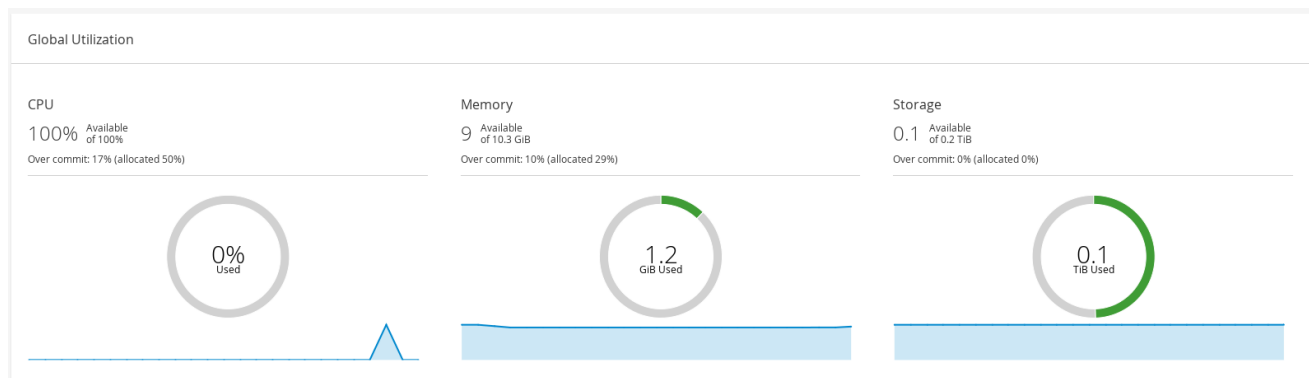 Global Utilization
CPU
100% Available
of 100%
Over commit: 17% (allocated 50%)
0%
Used
Memory
9 Available
of 10.3 GiB
Over commit: 10% (allocated 29%)
1.2
GiB Used
Storage
0.1 Available
of 0.2 TiB
Over commit: 0% (allocated 0%)
0.1
TiB Used